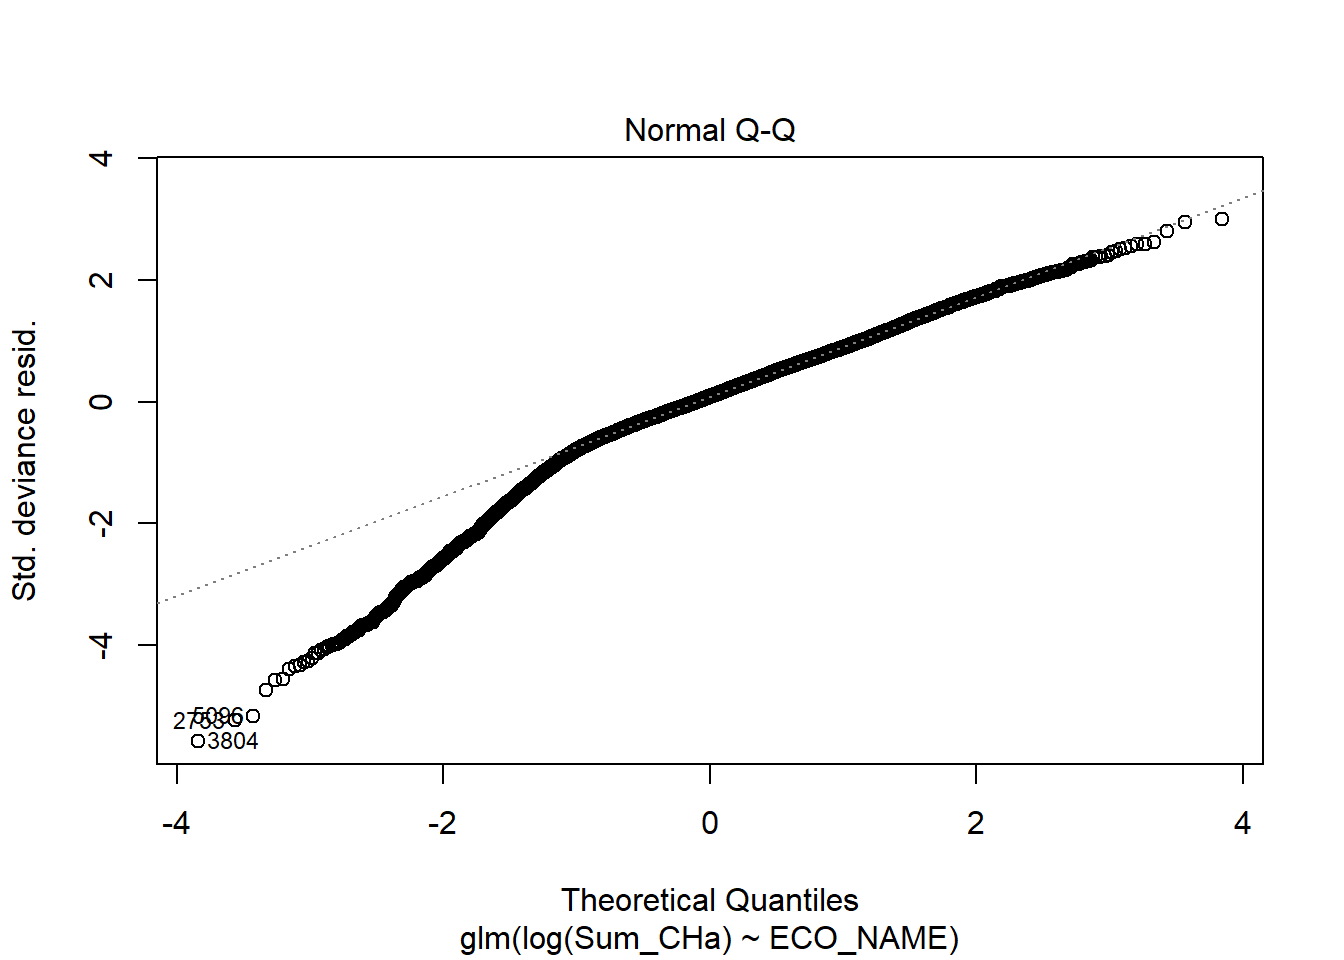 Normal Q-Q
Std. deviance resid.
4
2
0
-2
-4
5096
2753
3804
-4 -2 0 2 4
Theoretical Quantiles
glm(log(Sum_CHa) ~ ECO_NAME)